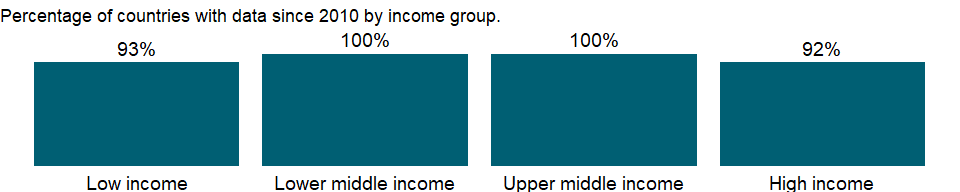 Percentage of countries with data since 2010 by income group.
93% 100% 100% 92%
Low income Lower middle income Upper middle income High income